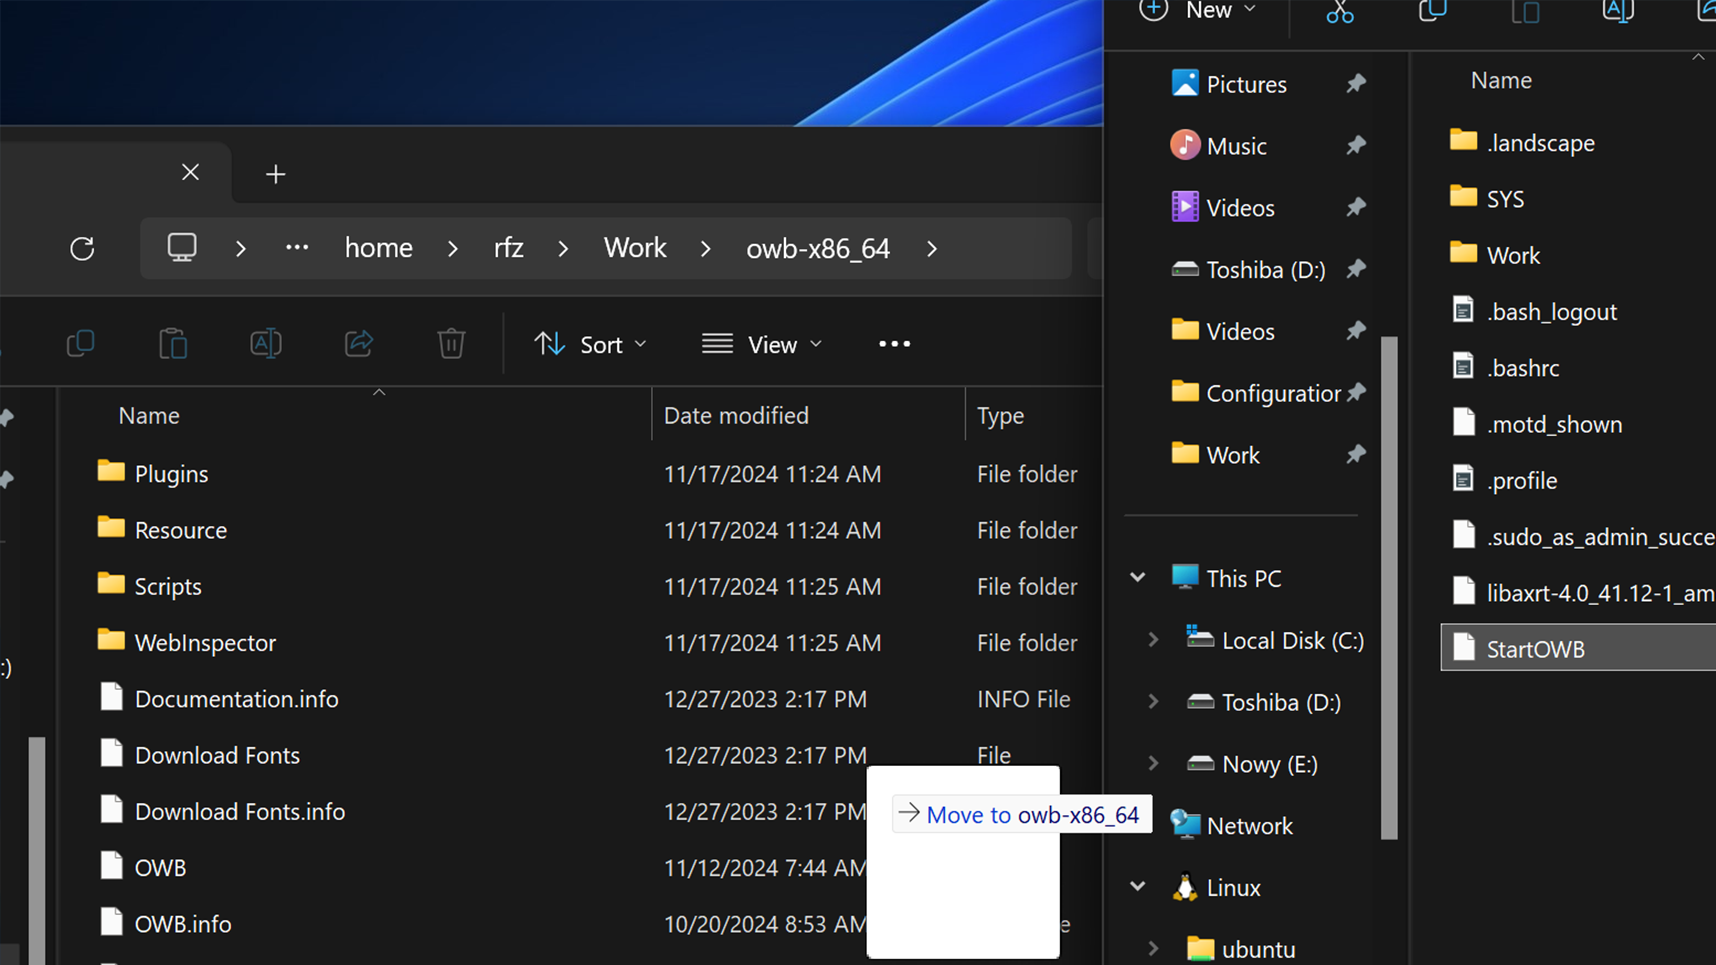 New
home
rfz
Work
owb-x86_64
Sort
View
Name
Date modified
Type
Plugins
11/17/2024 11:24 AM
File folder
Resource
11/17/2024 11:24 AM
File folder
Scripts
11/17/2024 11:25 AM
File folder
WebInspector
11/17/2024 11:25 AM
File folder
Documentation.info
12/27/2023 2:17 PM
INFO File
Download Fonts
12/27/2023 2:17 PM
File
Download Fonts.info
12/27/2023 2:17 PM
OWB
11/12/2024 7:44 AM
OWB.info
10/20/2024 8:53 AM
e
:)
Move to owb-x86_64
Pictures
Music
Videos
Toshiba (D:)
Videos
Configuration
Work
This PC
Local Disk (C:)
Toshiba (D:)
Nowy (E:)
Network
Linux
ubuntu
Name
.landscape
SYS
Work
.bash_logout
.bashrc
.motd_shown
.profile
.sudo_as_admin_succe
libaxrt-4.0_41.12-1_am
StartOWB